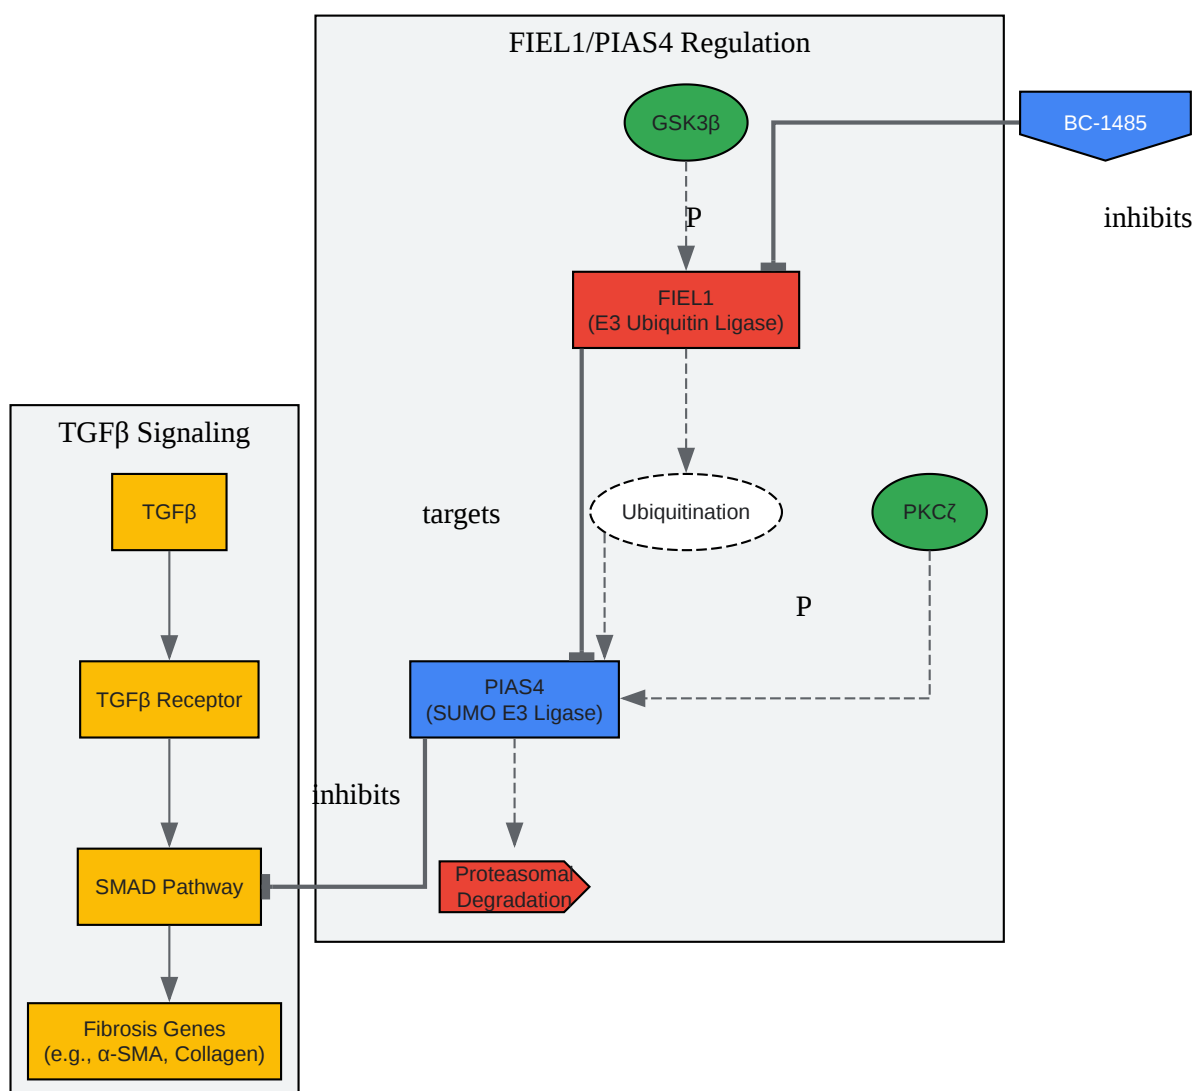 FIEL1/PIAS4 Regulation
GSK3β
BC-1485
P
inhibits
FIEL1
(E3 Ubiquitin Ligase)
TGFβ Signaling
TGFβ
targets
Ubiquitination
PKCζ
P
TGFβ Receptor
PIAS4
(SUMO E3 Ligase)
inhibits
SMAD Pathway
Proteasomal
Degradation
Fibrosis Genes
(e.g., α-SMA, Collagen)